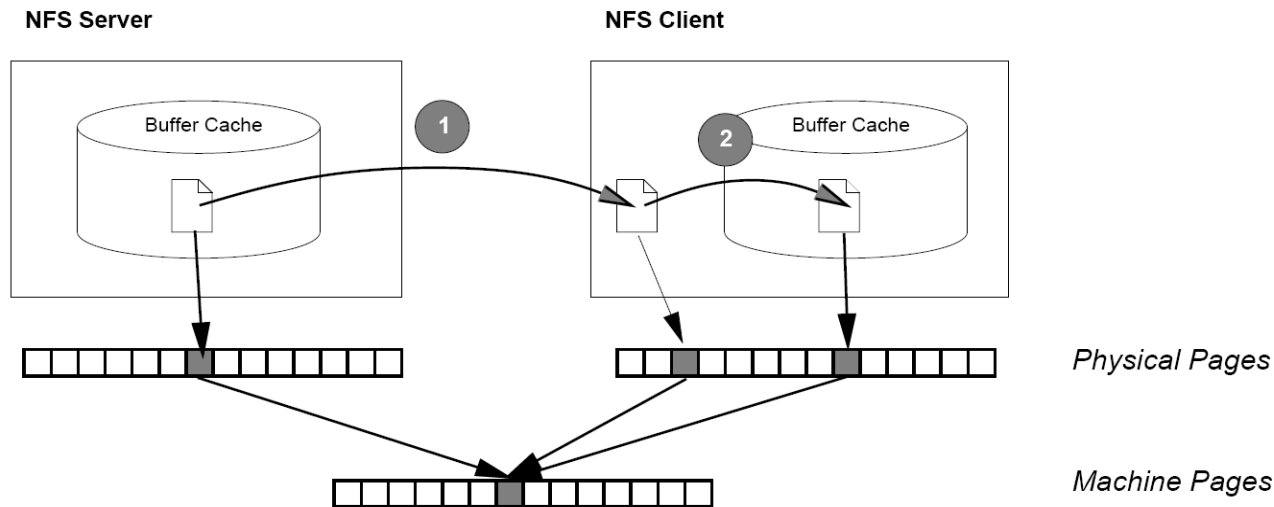 NFS Server
NFS Client
Buffer Cache
1
2
Buffer Cache
Physical Pages
Machine Pages